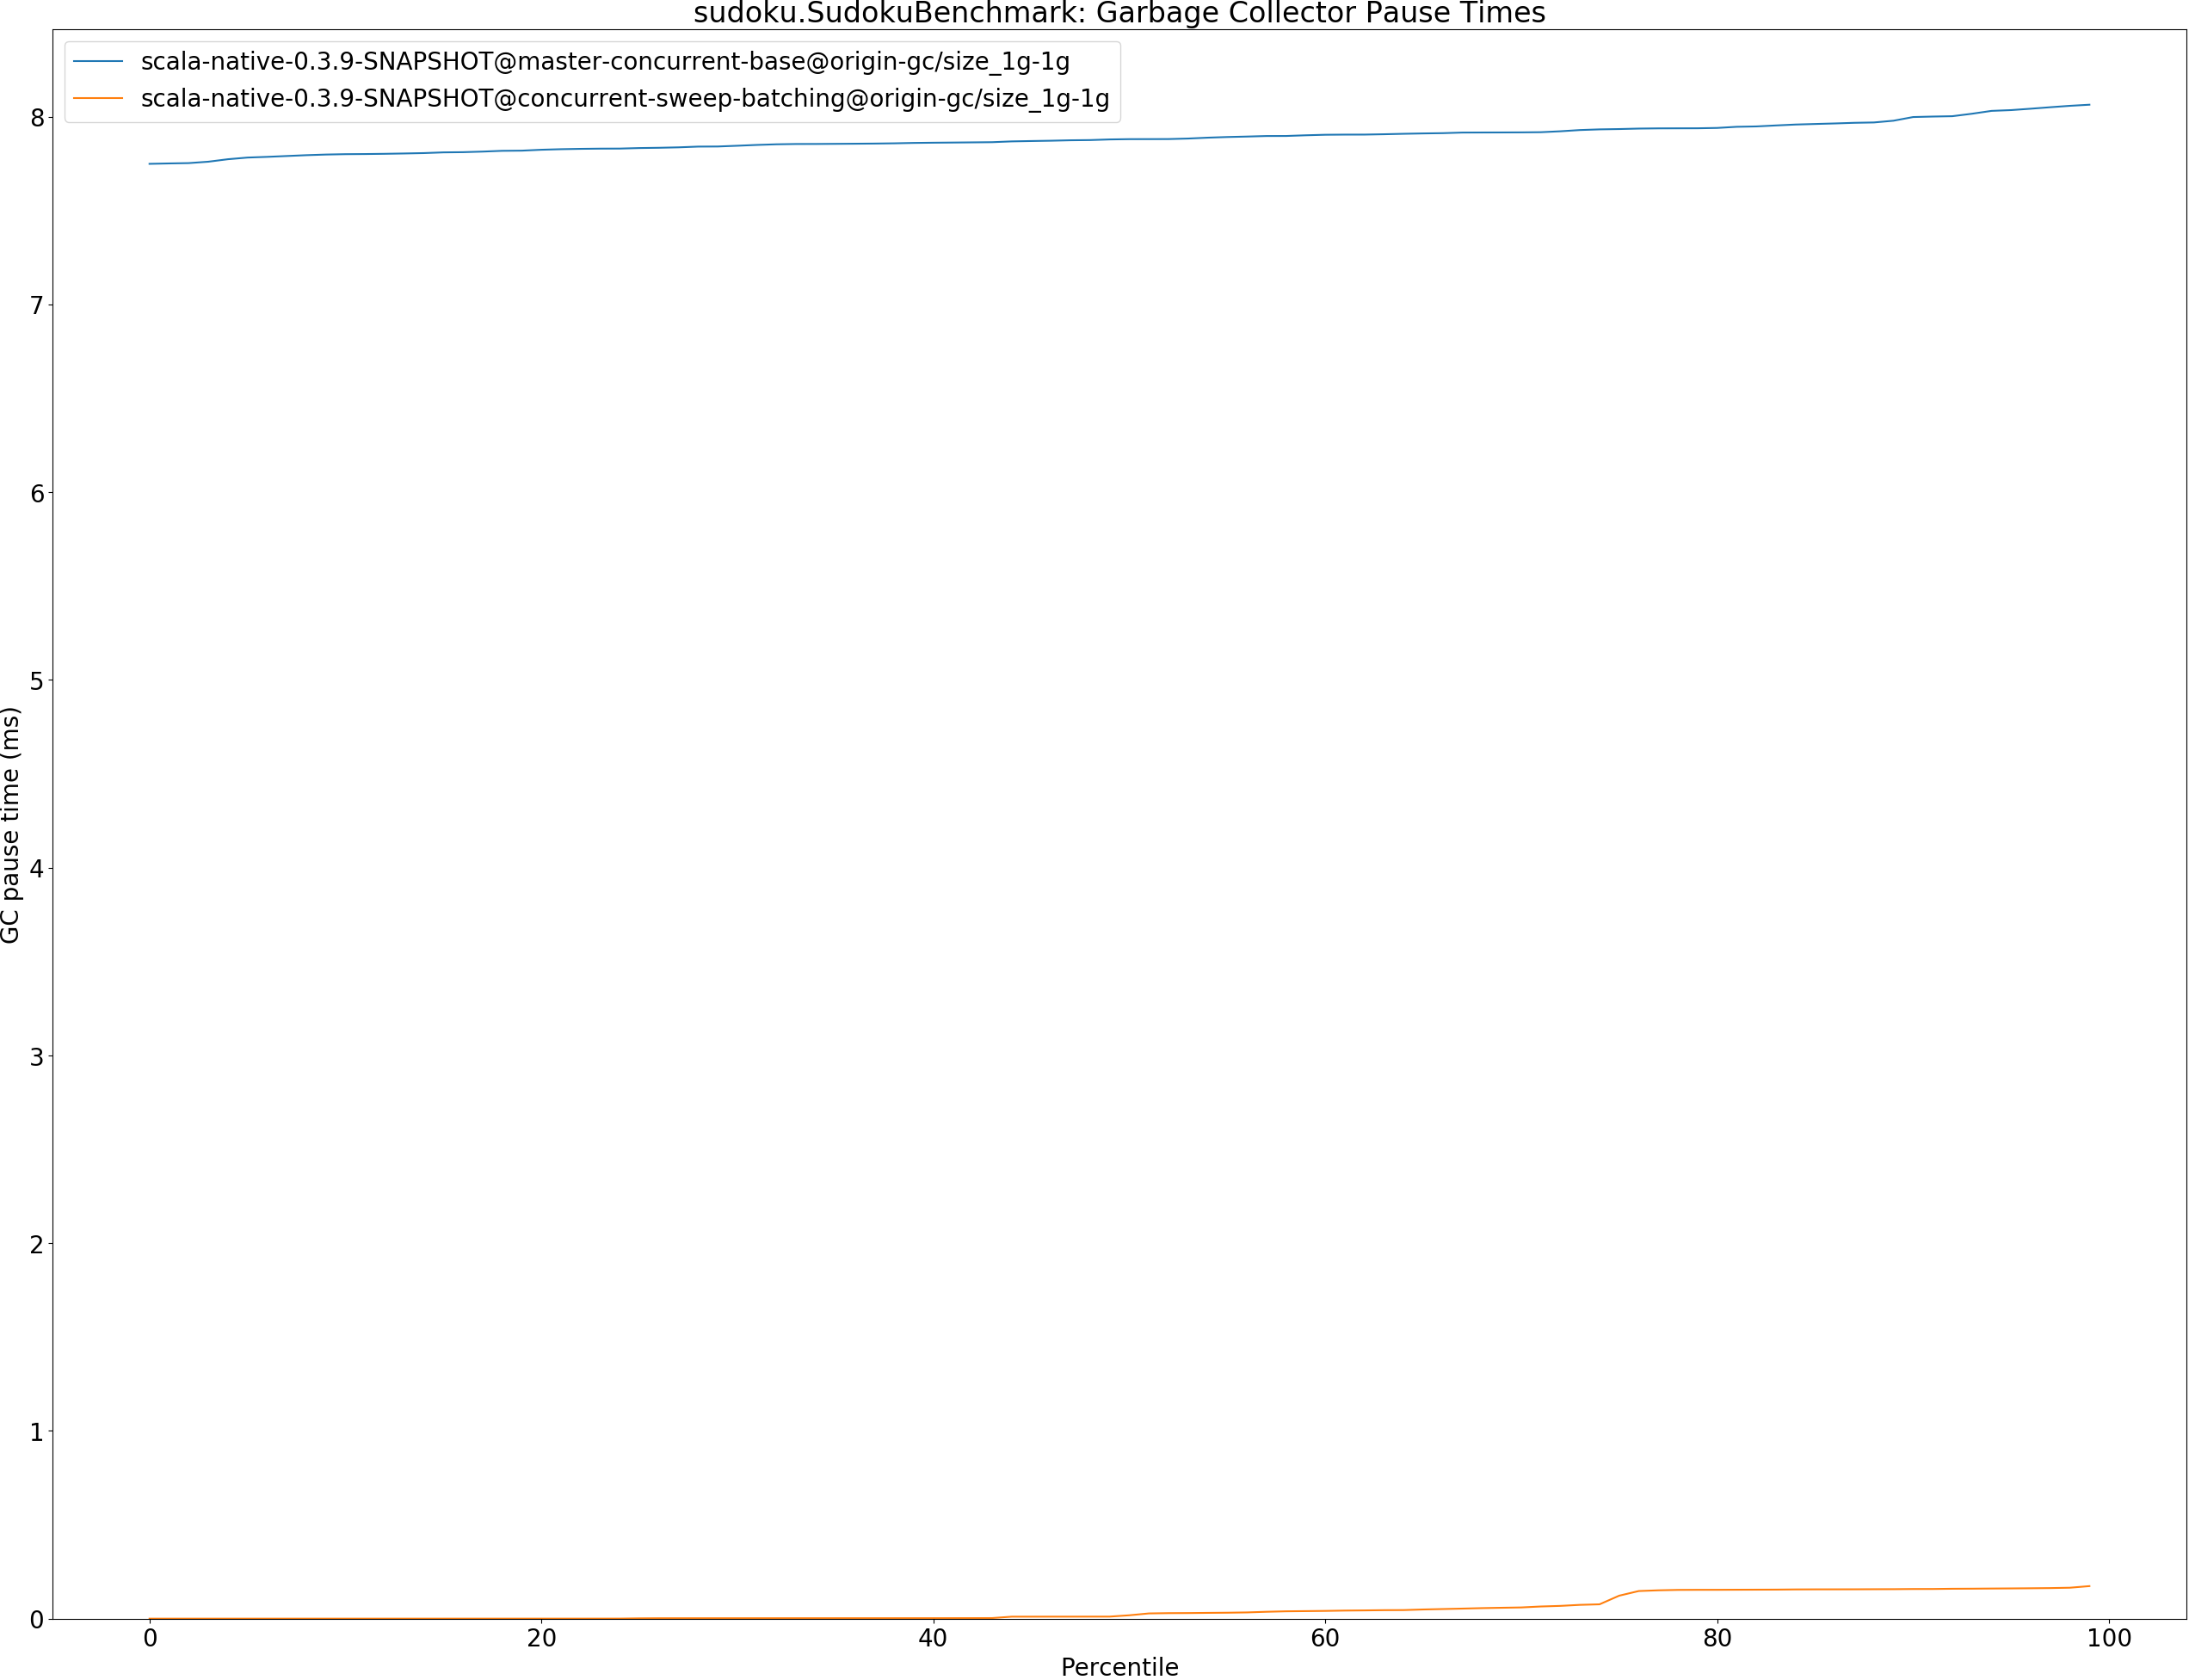 sudoku.SudokuBenchmark: Garbage Collector Pause Times
scala-native-0.3.9-SNAPSHOT@master-concurrent-base@origin-gc/size_1g-1g
scala-native-0.3.9-SNAPSHOT@concurrent-sweep-batching@origin-gc/size_1g-1g
8
7
6
5
4
3
2
1
0
GC pause time (ms)
0 20 40 60 80 100
Percentile